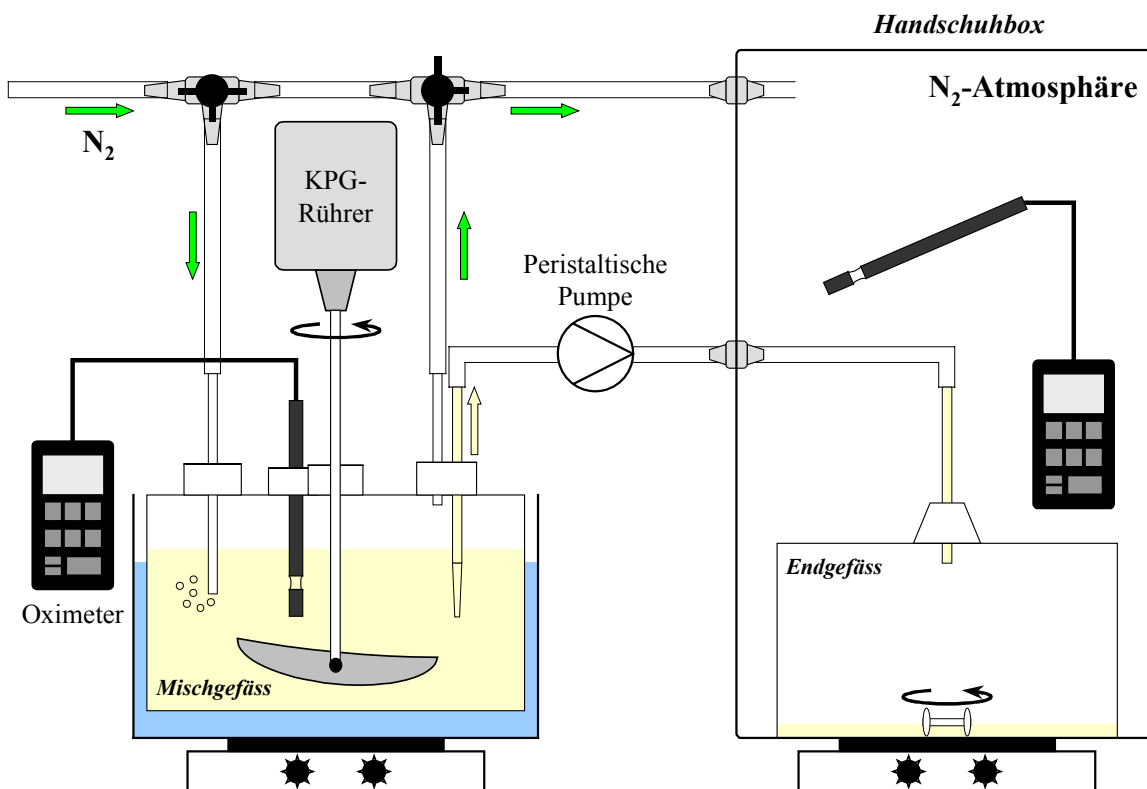 Handschuhbox
N₂-Atmosphäre
N₂
KPG-
Rührer
Peristaltische
Pumpe
Oximeter
Mischgefäss
Endgefäss